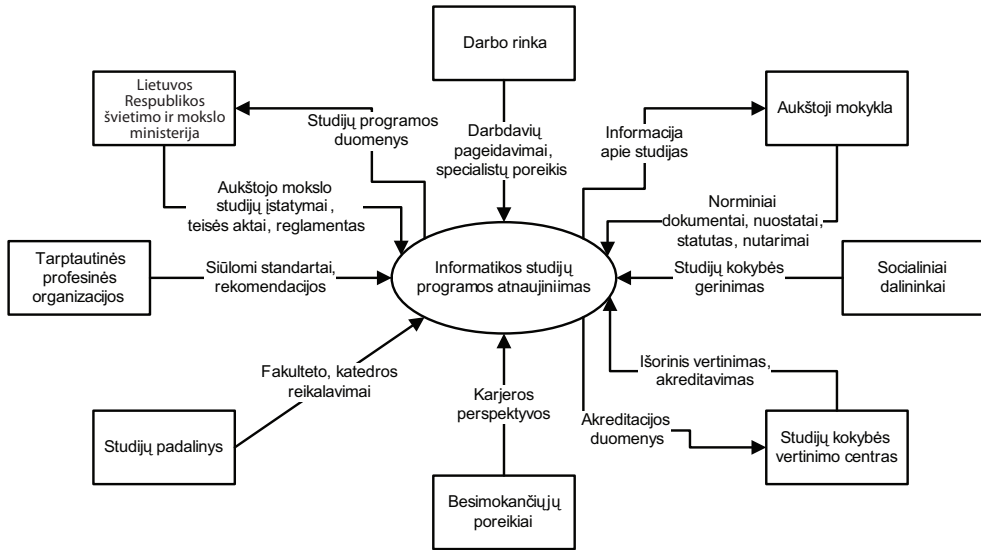 Darbo rinka
Lietuvos
Respublikos
švietimo ir mokslo
ministerija
Aukštoji mokykla
Studijų programos
duomenys
Darbdavių
pageidavimai,
specialistų poreikis
Informacija
apie studijas
Aukštojo mokslo
studijų įstatymai ,
teisės aktai, reglamentas
Norminiai
dokumentai, nuostatai,
statutas, nutarimai
Tarptautinės
profesinės
organizacijos
Siūlomi standartai,
rekomendacijos
Informatikos studijų
programos atnaujiniimas
Studijų kokybės
gerinimas
Socialiniai
dalininkai
Fakulteto, katedros
reikalavimai
Karjeros
perspektyvos
Išorinis vertinimas,
akreditavimas
Akreditacijos
duomenys
Studijų padalinys
Studijų kokybės
vertinimo centras
Besimokančiųjų
poreikiai